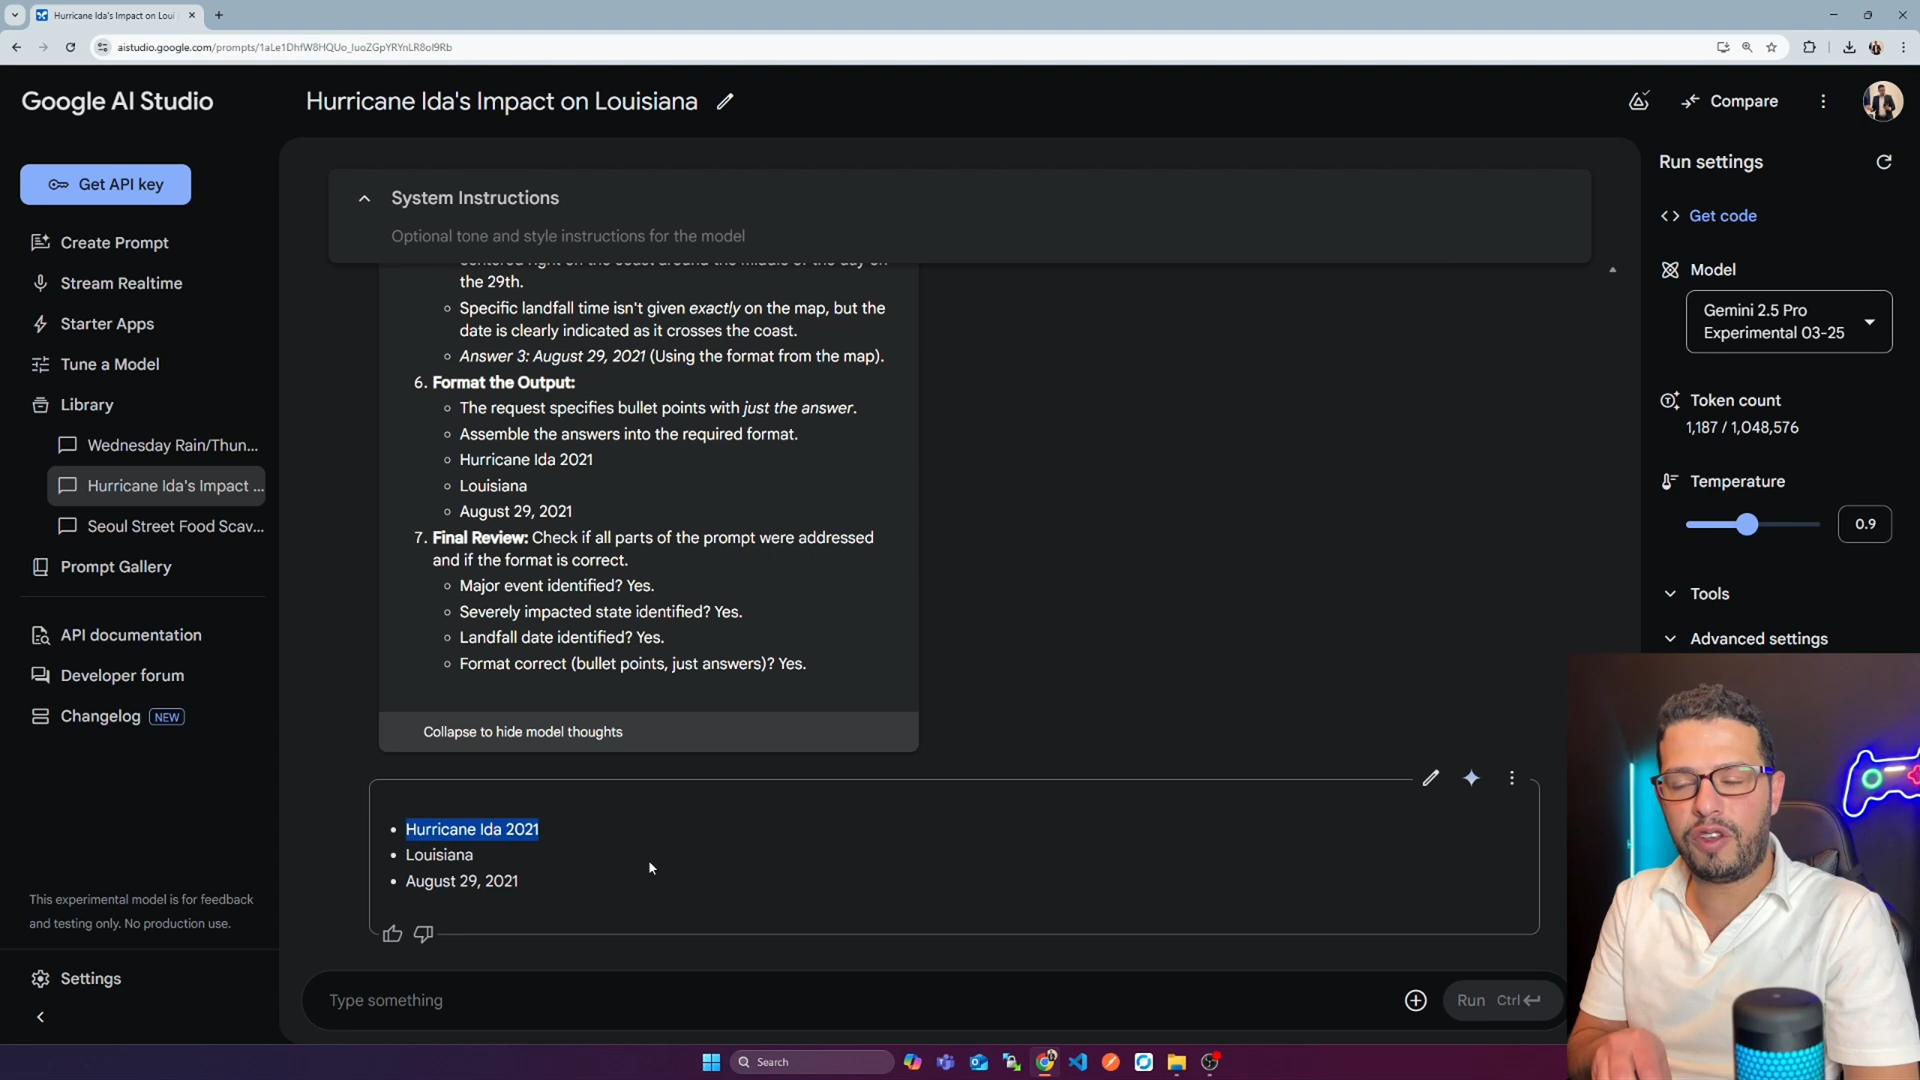 Hurricane Ida's Impact on Loui
aistudio.google.com/prompts/1aLe1DhfW8HQUo_luoZGpYRYnLR8oI9Rb
Google AI Studio
Hurricane Ida's Impact on Louisiana
Compare
Get API key
Create Prompt
Stream Realtime
Starter Apps
Tune a Model
Library
Wednesday Rain/Thun...
Hurricane Ida's Impact ...
Seoul Street Food Scav...
Prompt Gallery
API documentation
Developer forum
Changelog NEW
This experimental model is for feedback
and testing only. No production use.
Settings
System Instructions
Optional tone and style instructions for the model
the 29th.
Specific landfall time isn't given exactly on the map, but the
date is clearly indicated as it crosses the coast.
Answer 3: August 29, 2021 (Using the format from the map).
6. Format the Output:
The request specifies bullet points with just the answer.
Assemble the answers into the required format.
Hurricane Ida 2021
Louisiana
August 29, 2021
7. Final Review: Check if all parts of the prompt were addressed
and if the format is correct.
Major event identified? Yes.
Severely impacted state identified? Yes.
Landfall date identified? Yes.
Format correct (bullet points, just answers)? Yes.
Collapse to hide model thoughts
Hurricane Ida 2021
Louisiana
August 29, 2021
Type something
Run Ctrl
Run settings
Get code
Model
Gemini 2.5 Pro
Experimental 03-25
Token count
1,187 / 1,048,576
Temperature
0.9
Tools
Advanced settings
Search